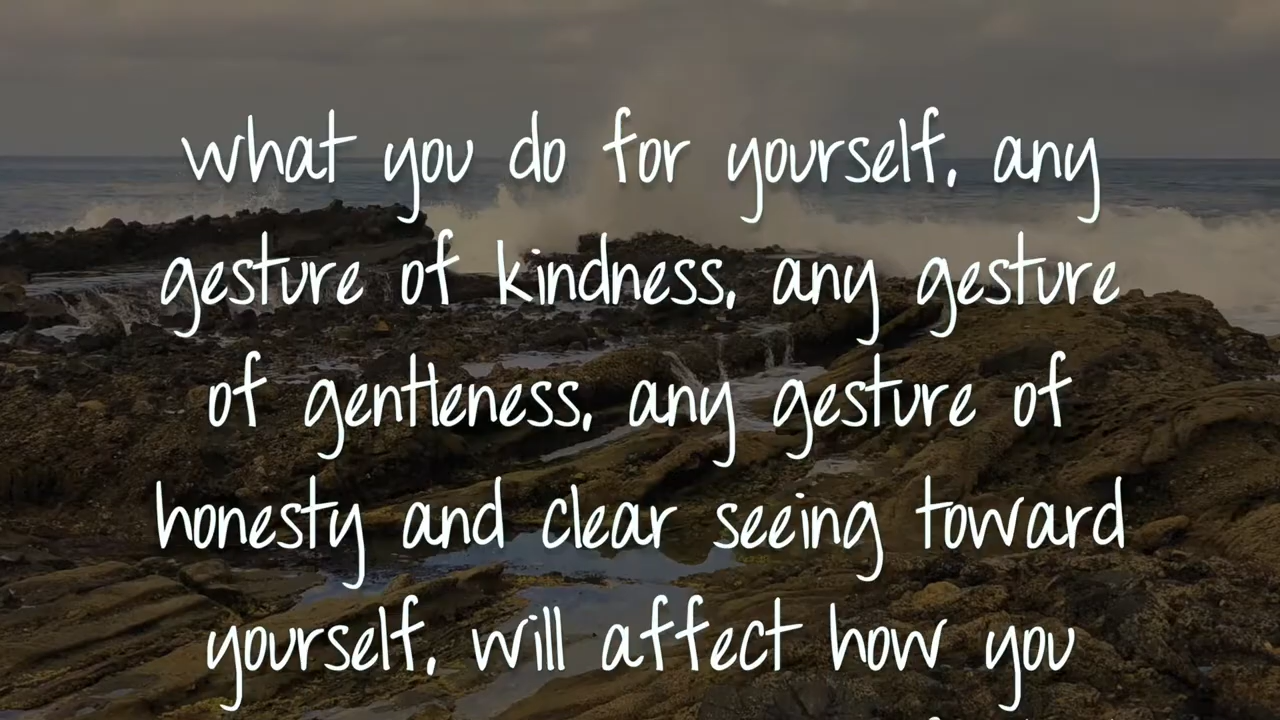 what you do for yourself, any
gesture of kindness, any gesture
of gentleness, any gesture of
honesty and clear seeing toward
yourself, will affect how you